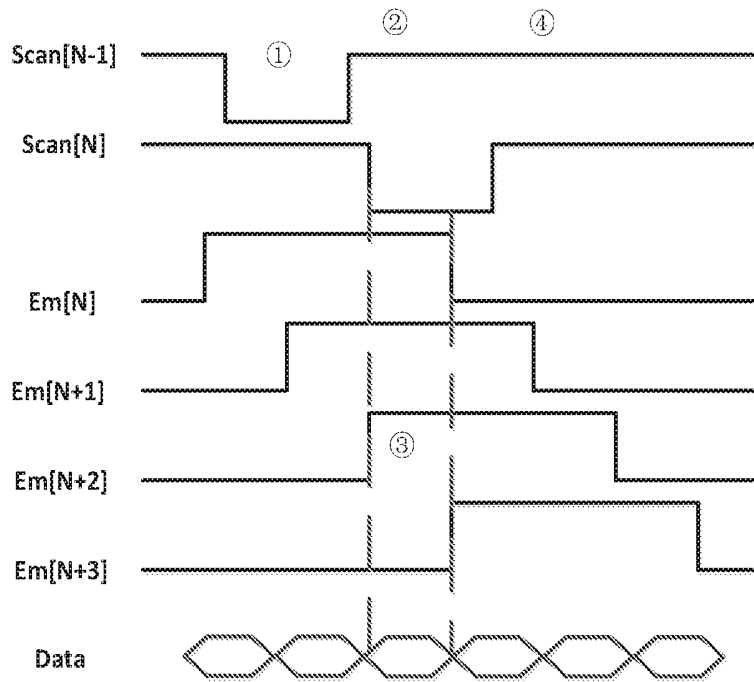 ② ④
Scan[N-1] ①
Scan[N]
Em[N]
Em[N+1]
③
Em[N+2]
Em[N+3]
Data